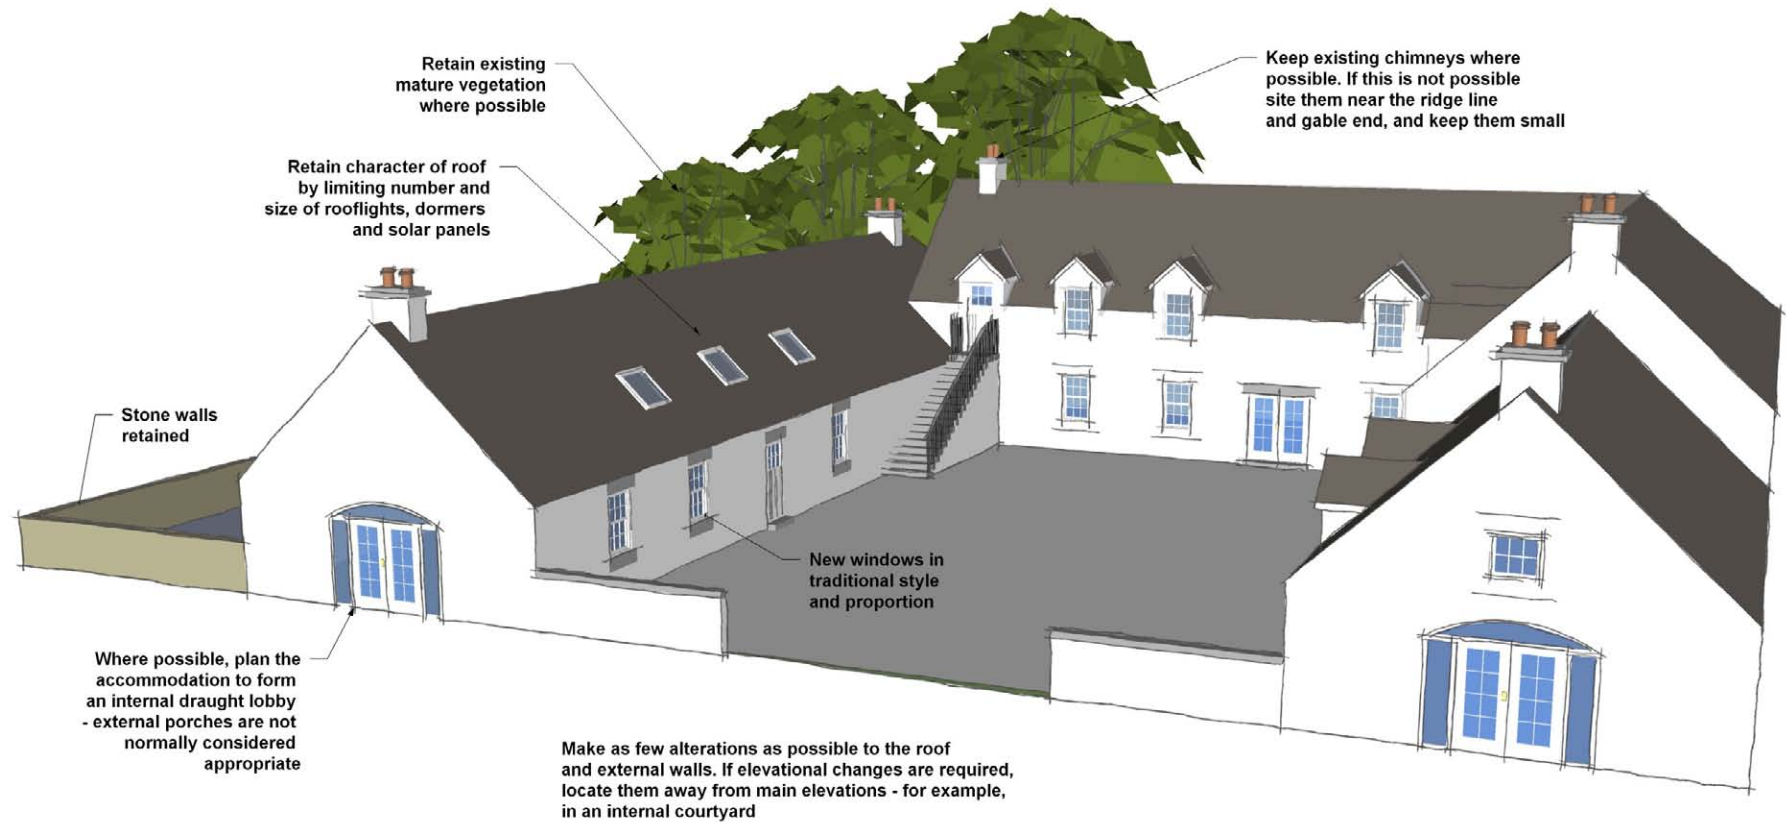 Retain existing
mature vegetation
where possible
Keep existing chimneys where
possible. If this is not possible
site them near the ridge line
and gable end, and keep them small
Retain character of roof
by limiting number and
size of rooflights, dormers
and solar panels
Stone walls
retained
New windows in
traditional style
and proportion
Where possible, plan the
accommodation to form
an internal draught lobby
- external porches are not
normally considered
appropriate
Make as few alterations as possible to the roof
and external walls. If elevational changes are required,
locate them away from main elevations - for example,
in an internal courtyard